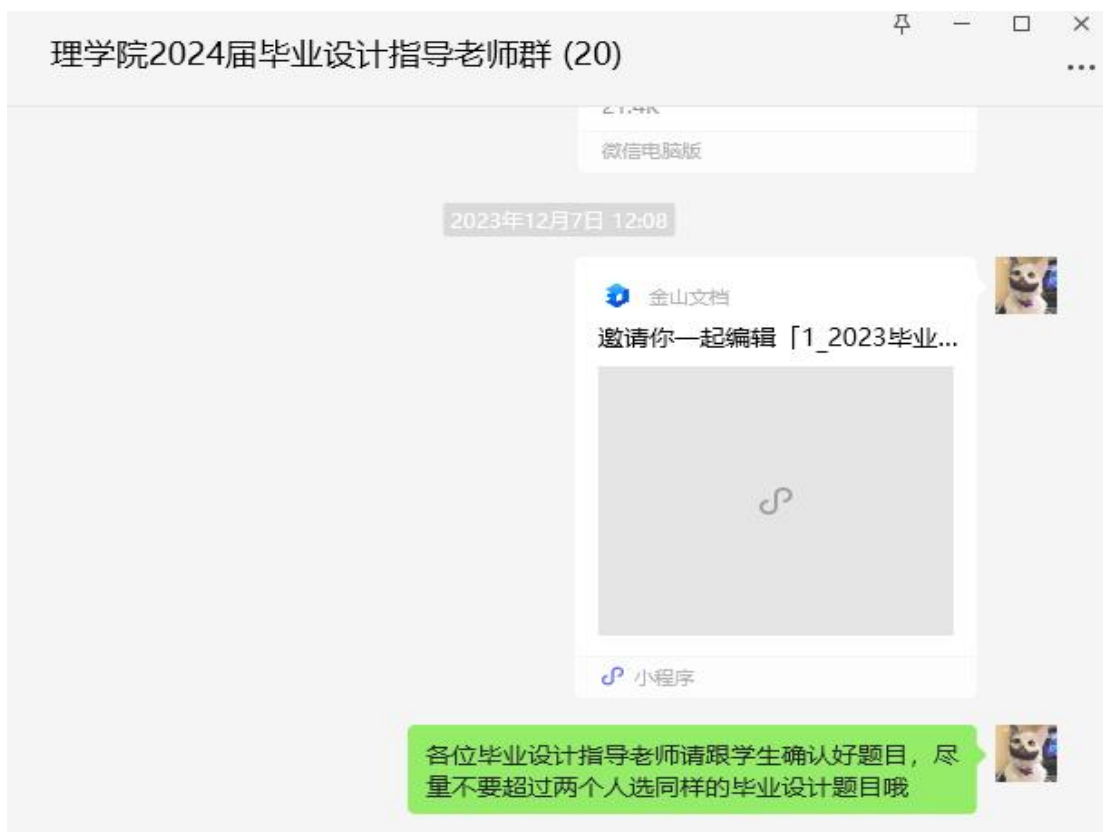 理学院2024届毕业设计指导老师群 (20)
21.4K
微信电脑版
2023年12月7日 12:08
金山文档
邀请你一起编辑「1_2023毕业...
小程序
各位毕业设计指导老师请跟学生确认好题目，尽
量不要超过两个人选同样的毕业设计题目哦